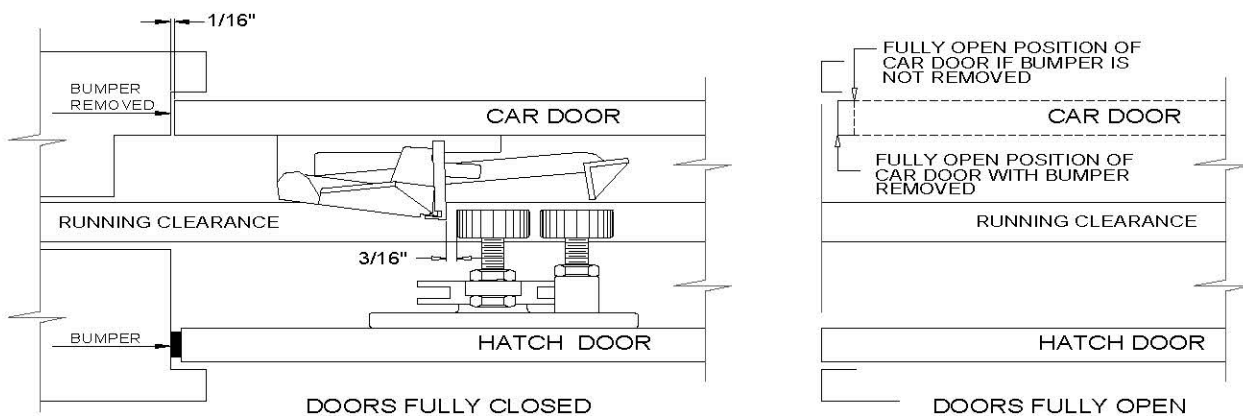 1/16"
BUMPER
REMOVED
CAR DOOR
RUNNING CLEARANCE
3/16"
BUMPER
HATCH DOOR
DOORS FULLY CLOSED
FULLY OPEN POSITION OF
CAR DOOR IF BUMPER IS
NOT REMOVED
CAR DOOR
FULLY OPEN POSITION OF
CAR DOOR WITH BUMPER
REMOVED
RUNNING CLEARANCE
HATCH DOOR
DOORS FULLY OPEN